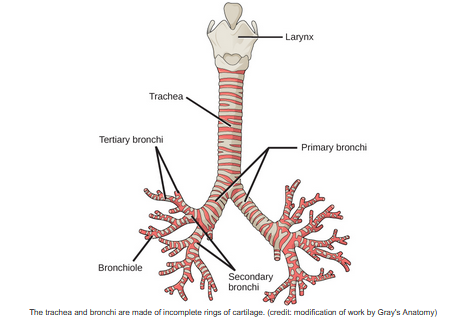 Larynx
Trachea
Tertiary bronchi
Primary bronchi
Bronchiole
Secondary
bronchi
The trachea and bronchi are made of incomplete rings of cartilage. (credit: modification of work by Gray's Anatomy)